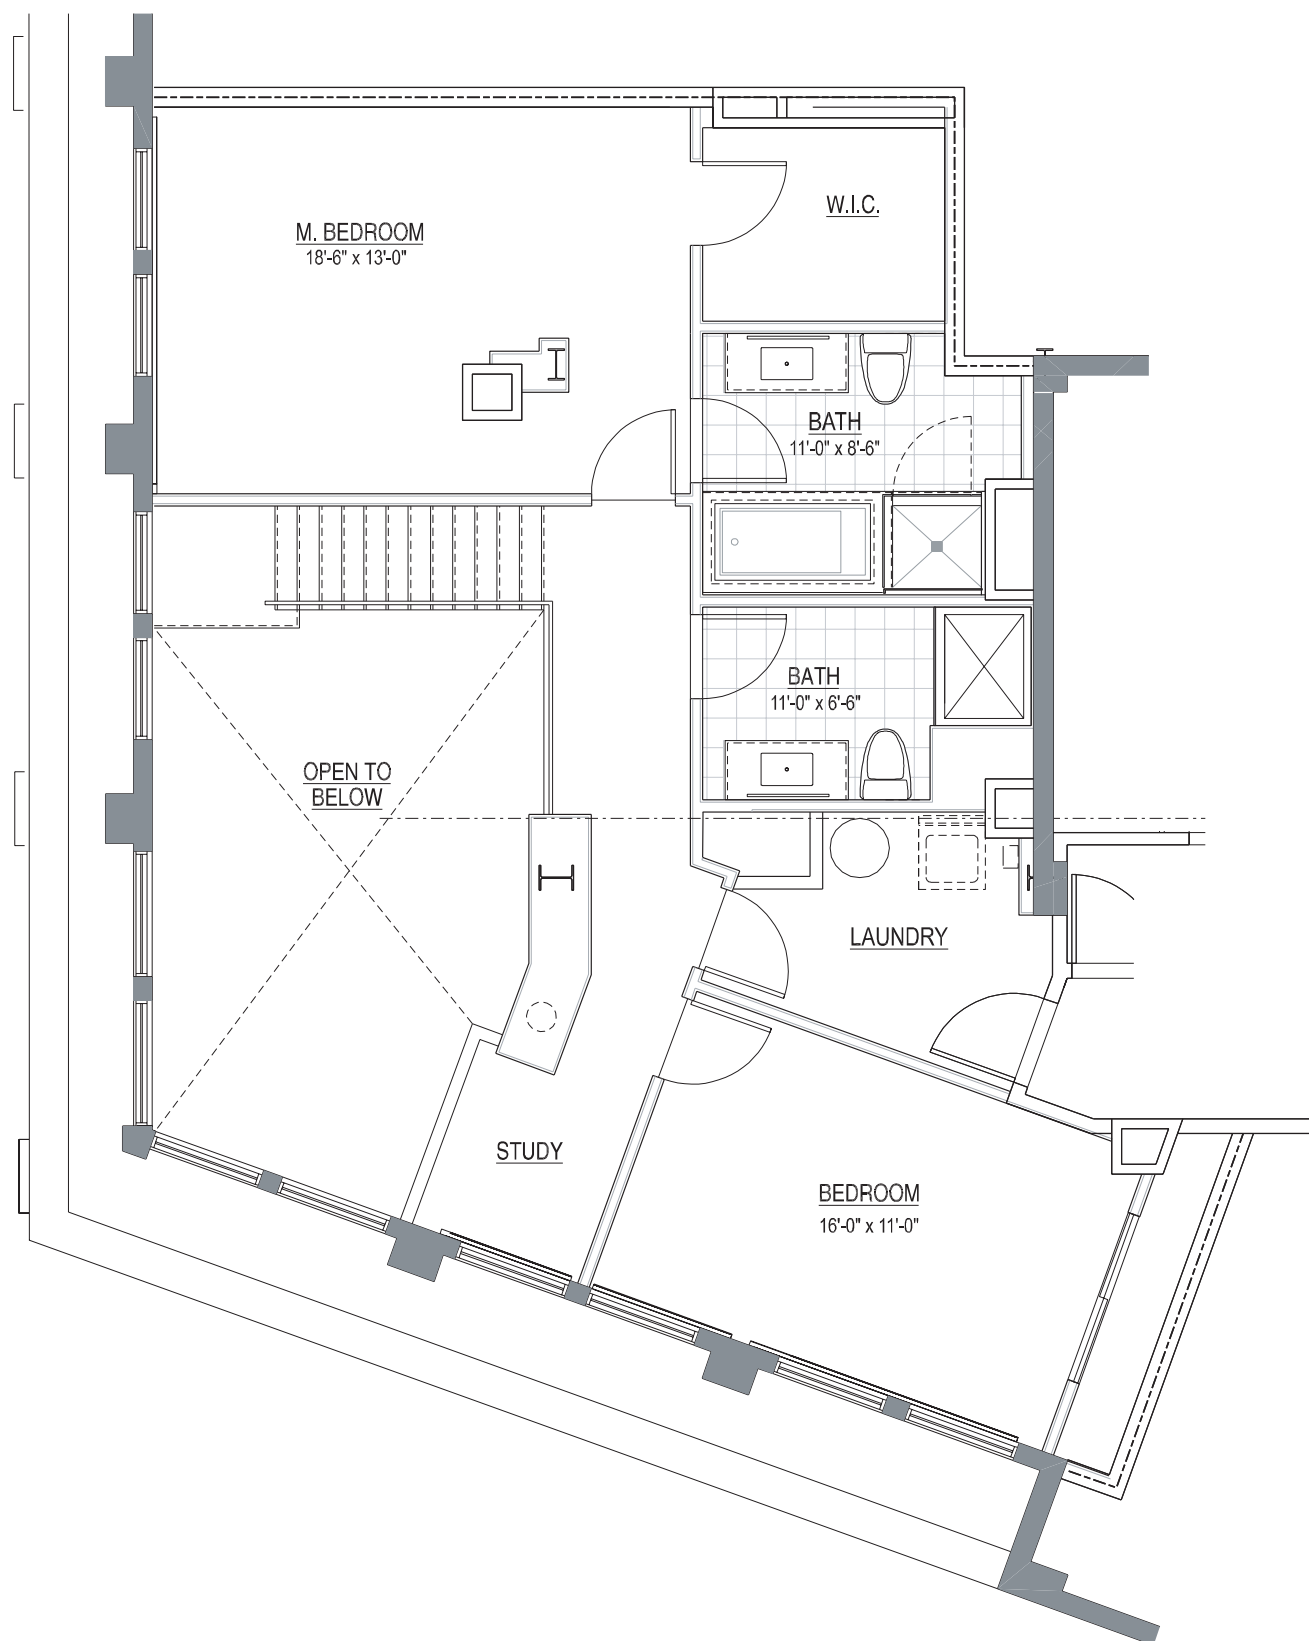 W.I.C.
M. BEDROOM
18'-6" x 13'-0"
BATH
11'-0" x 8'-6"
BATH
11'-0" x 6'-6"
OPEN TO
BELOW
LAUNDRY
STUDY
BEDROOM
16'-0" x 11'-0"